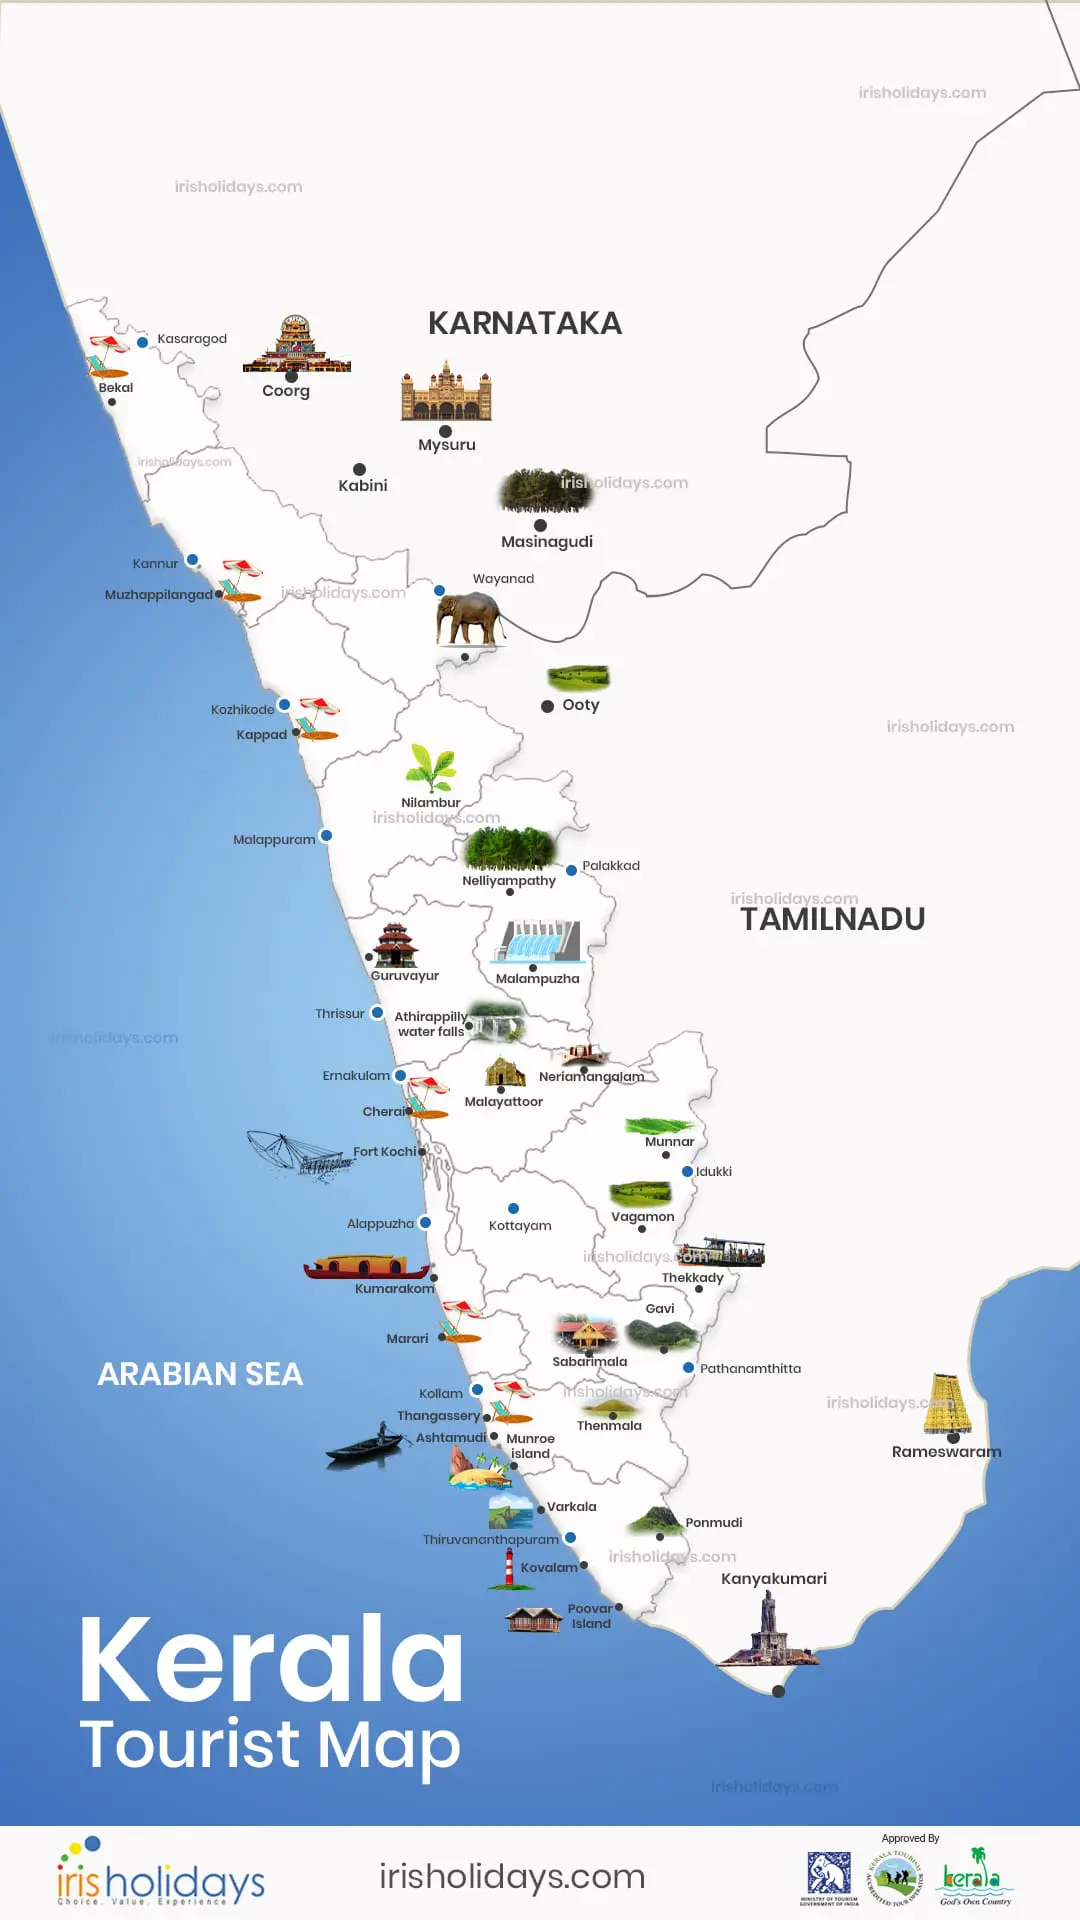 irisholidays.com
irisholidays.com
KARNATAKA
Kasaragod
Bekal
Coorg
Mysuru
irisholidays.com
Kabini
irisholidays.com
Masinagudi
Kannur
Wayanad
Muzhappilangad
irisholidays.com
Ooty
Kozhikode
Kappad
irisholidays.com
Nilambur
irisholidays.com
Malappuram
Palakkad
Nelliyampathy
irisholidays.com
TAMILNADU
Guruvayur
Malampuzha
Thrissur
Athirappilly
water falls
irisholidays.com
Ernakulam
Neriamangalam
Malayattoor
Cherai
Munnar
Fort Kochi
Idukki
Vagamon
Alappuzha
Kottayam
irisholidays.com
Thekkady
Kumarakom
Gavi
Marari
Sabarimala
Pathanamthitta
ARABIAN SEA
Kollam
irisholidays.com
irisholidays.com
Thangassery
Thenmala
Ashtamudi
Munroe
island
Rameswaram
Varkala
Ponmudi
Thiruvananthapuram
irisholidays.com
Kovalam
Kanyakumari
Poovar
Island
Kerala
Tourist Map
irisholidays.com
irisholidays
Choice. Value. Experience
irisholidays.com
Approved By
MINISTRY OF TOURISM
GOVERNMENT OF INDIA
KERALA TOURISM
ACCREDITED TOUR OPERATOR
kerala
God's Own Country